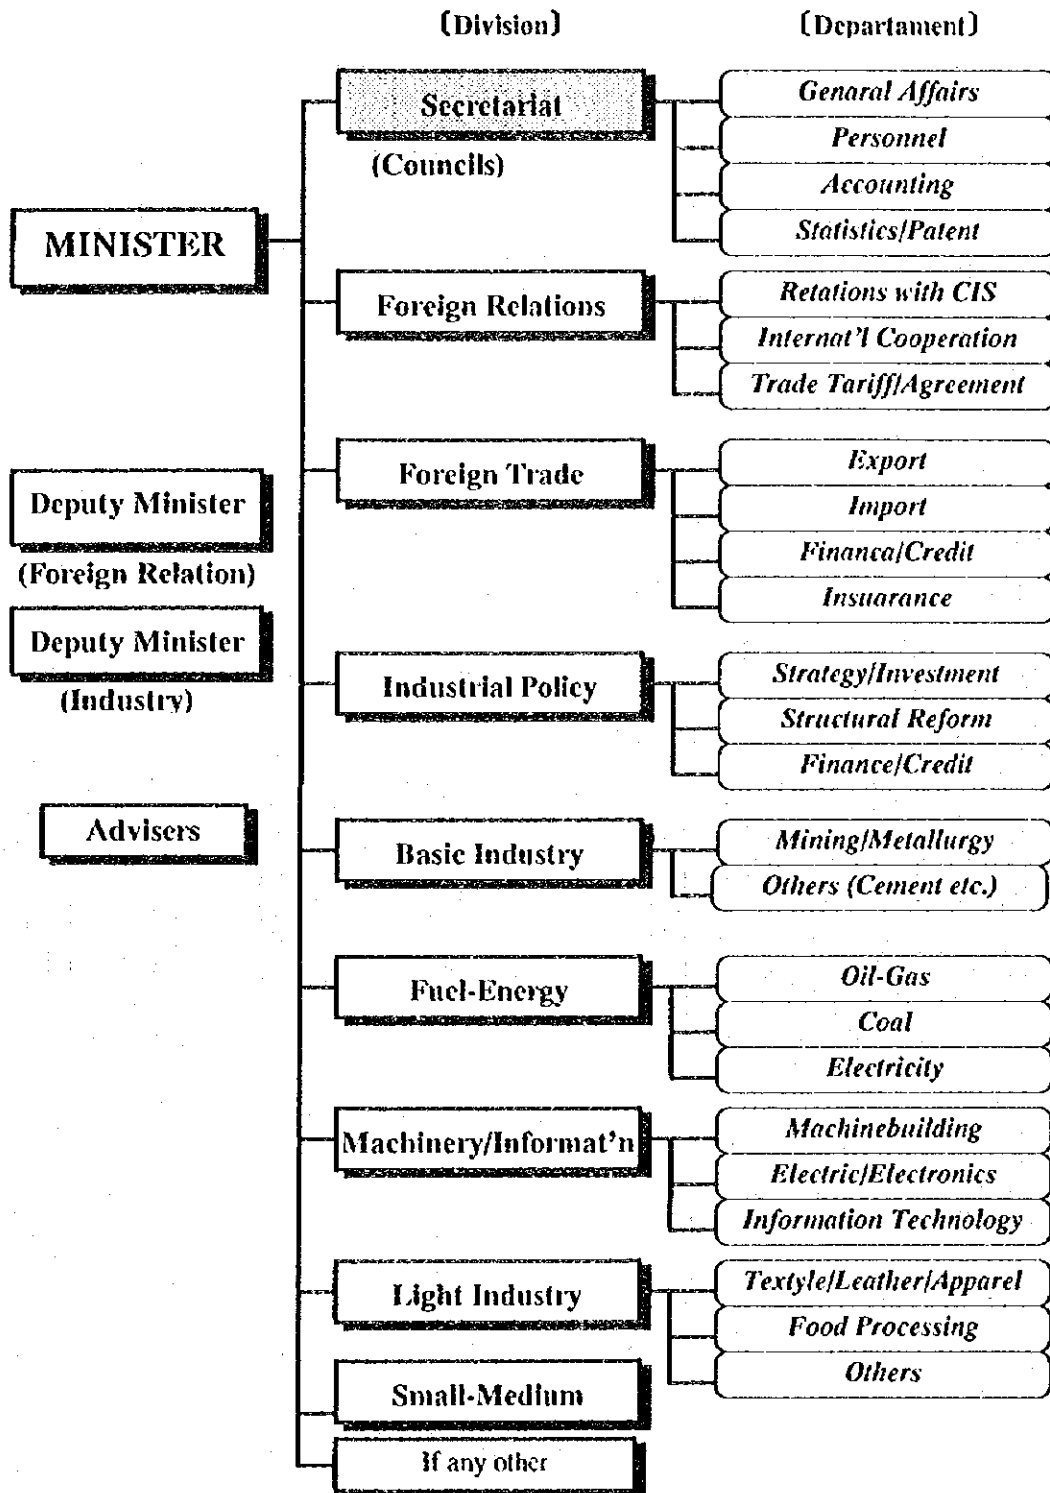 [Division]
[Departament]
MINISTER
Deputy Minister
(Foreign Relation)
Deputy Minister
(Industry)
Advisers
Secretariat
(Councils)
Genaral Affairs
Personnel
Accounting
Statistics/Patent
Foreign Relations
Relations with CIS
Internat'l Cooperation
Trade Tariff/Agreement
Foreign Trade
Export
Import
Financa/Credit
Insuarance
Industrial Policy
Strategy/Investment
Structural Reform
Finance/Credit
Basic Industry
Mining/Metallurgy
Others (Cement etc.)
Fuel-Energy
Oil-Gas
Coal
Electricity
Machinery/Informat'n
Machinebuilding
Electric/Electronics
Information Technology
Light Industry
Textyle/Leather/Apparel
Food Processing
Others
Small-Medium
If any other